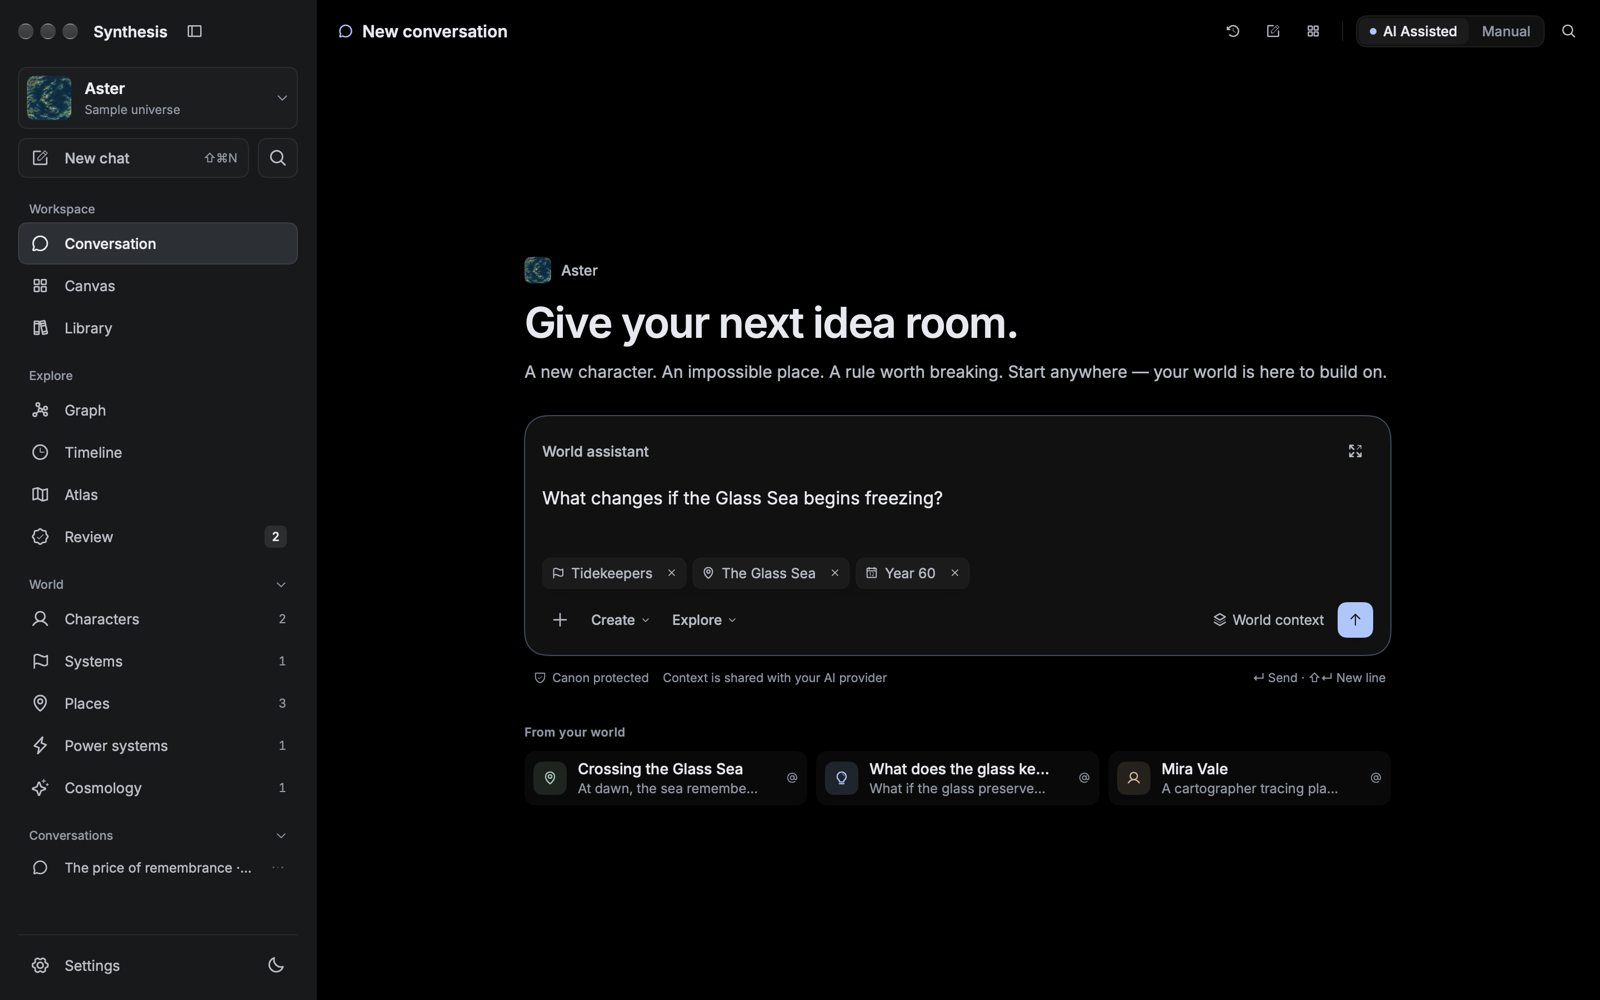 Synthesis
New conversation
AI Assisted
Manual
Aster
Sample universe
New chat
⇧⌘N
Workspace
Conversation
Canvas
Library
Explore
Graph
Timeline
Atlas
Review
2
World
Characters
2
Systems
1
Places
3
Power systems
1
Cosmology
1
Conversations
The price of remembrance ·...
Settings
Aster
Give your next idea room.
A new character. An impossible place. A rule worth breaking. Start anywhere — your world is here to build on.
World assistant
What changes if the Glass Sea begins freezing?
Tidekeepers ×
The Glass Sea ×
Year 60 ×
Create
Explore
World context
Canon protected
Context is shared with your AI provider
↵ Send · ⇧↵ New line
From your world
Crossing the Glass Sea
At dawn, the sea remembe...
@
What does the glass ke...
What if the glass preserve...
@
Mira Vale
A cartographer tracing pla...
@